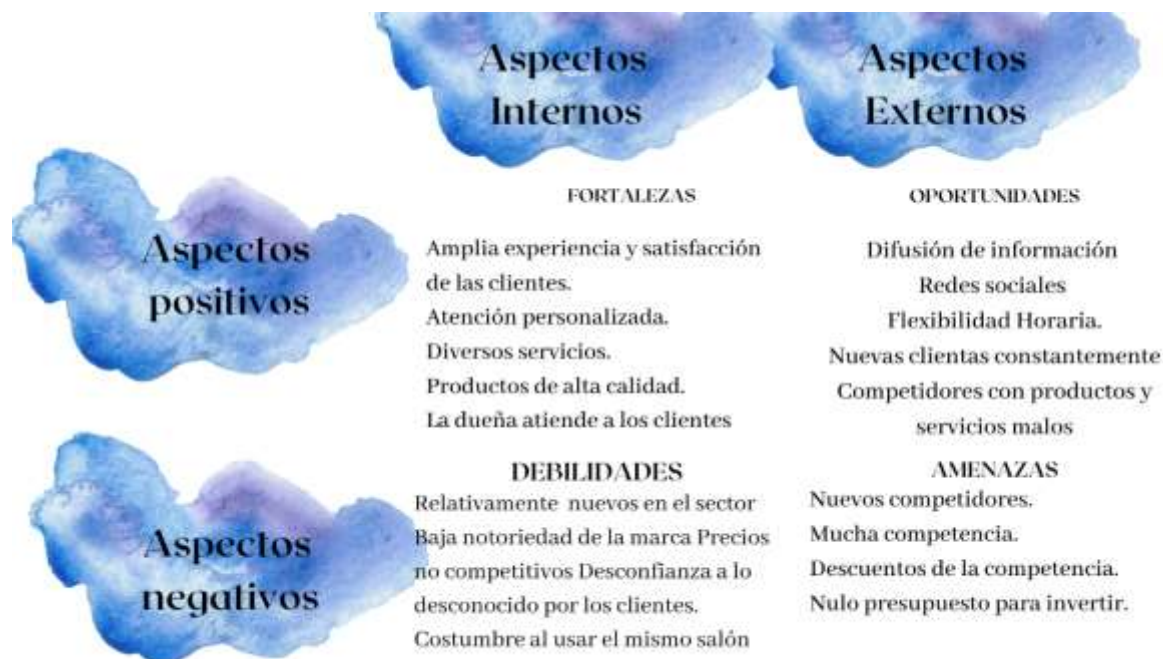 Aspectos
Internos
Aspectos
Externos
Aspectos
positivos
FORTALEZAS
Amplia experiencia y satisfacción
de las clientes.
Atención personalizada.
Diversos servicios.
Productos de alta calidad.
La dueña atiende a los clientes
OPORTUNIDADES
Difusión de información
Redes sociales
Flexibilidad Horaria.
Nuevas clientas constantemente
Competidores con productos y
servicios malos
Aspectos
negativos
DEBILIDADES
Relativamente nuevos en el sector
Baja notoriedad de la marca Precios
no competitivos Desconfianza a lo
desconocido por los clientes.
Costumbre al usar el mismo salón
AMENAZAS
Nuevos competidores.
Mucha competencia.
Descuentos de la competencia.
Nulo presupuesto para invertir.